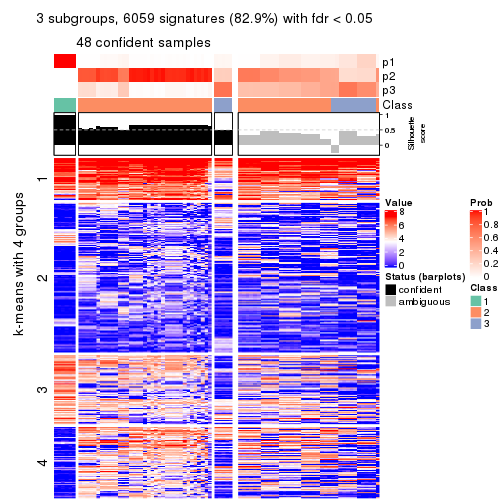 3 subgroups, 6059 signatures (82.9%) with fdr < 0.05
48 confident samples
p1
p2
p3
Class
1
0.5
0
Silhouette
score
k-means with 4 groups
1
2
3
4
Value
8
6
4
2
0
Prob
1
0.8
0.6
0.4
0.2
0
Status (barplots)
confident
ambiguous
Class
1
2
3